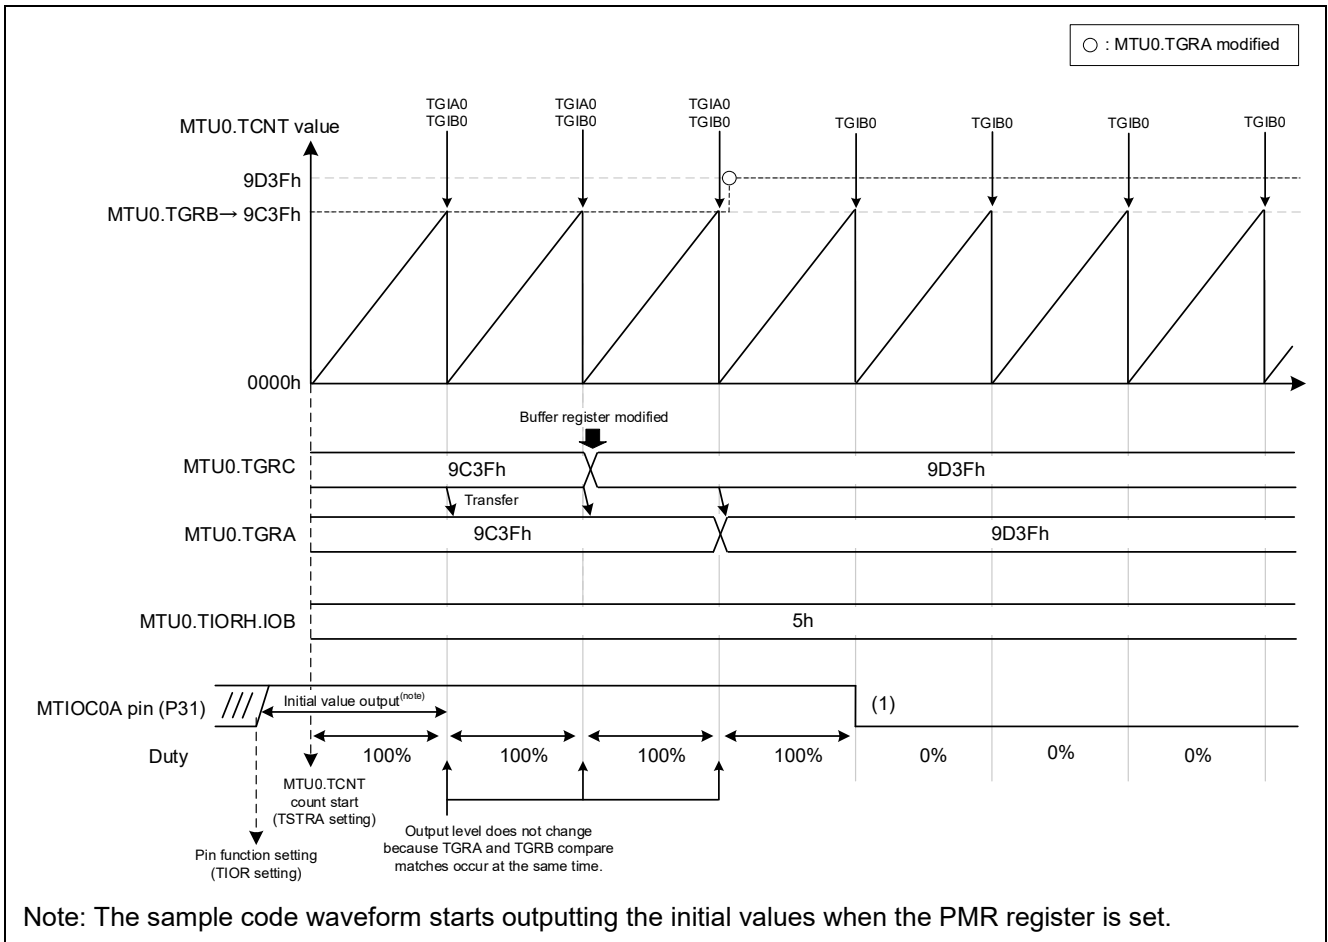 ○ : MTU0.TGRA modified
TGIA0
TGIB0
TGIA0
TGIB0
TGIA0
TGIB0
TGIB0
TGIB0
TGIB0
TGIB0
MTU0.TCNT value
9D3Fh
MTU0.TGRB→ 9C3Fh
0000h
Buffer register modified
MTU0.TGRC
9C3Fh
9D3Fh
Transfer
MTU0.TGRA
9C3Fh
9D3Fh
MTU0.TIORH.IOB
5h
MTIOC0A pin (P31)
Initial value output(note)
(1)
Duty
100%
100%
100%
100%
0%
0%
0%
MTU0.TCNT
count start
(TSTRA setting)
Output level does not change
because TGRA and TGRB compare
matches occur at the same time.
Pin function setting
(TIOR setting)
Note: The sample code waveform starts outputting the initial values when the PMR register is set.